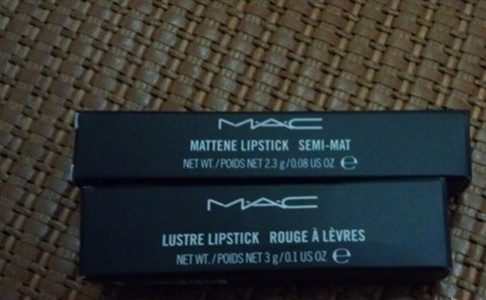 M·A·C
MATTENE LIPSTICK SEMI-MAT
NET WT./POIDS NET 2.3 g/0.08 US OZ ℮
M·A·C
LUSTRE LIPSTICK ROUGE À LÈVRES
NET WT./POIDS NET 3 g/0.1 US OZ ℮